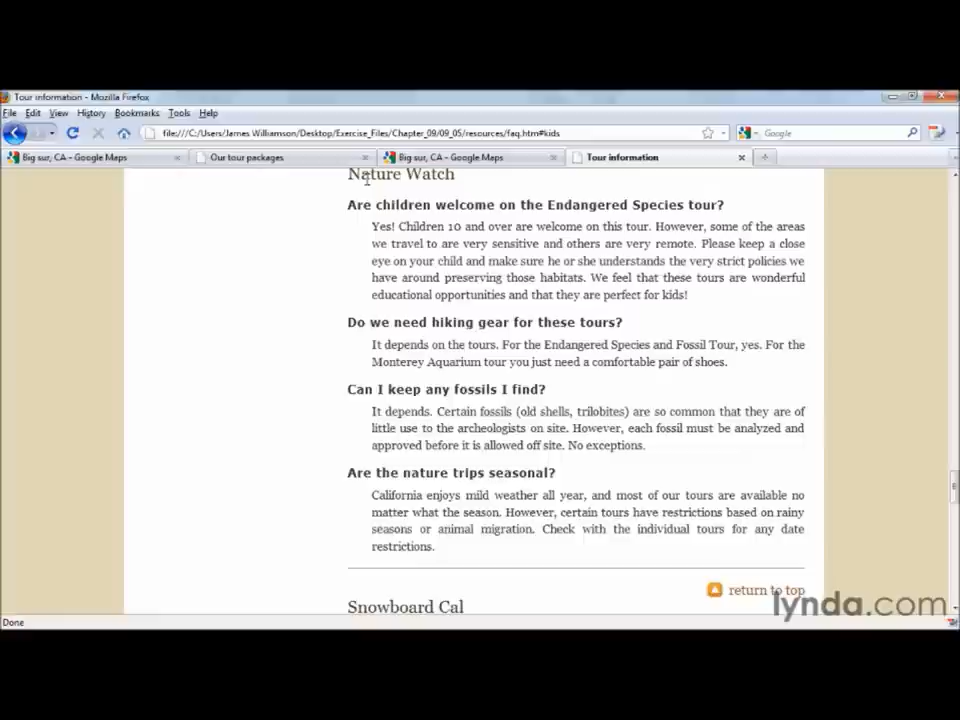 Tour information - Mozilla Firefox
File Edit View History Bookmarks Tools Help
file:///C:/Users/James Williamson/Desktop/Exercise_Files/Chapter_09/09_05/resources/faq.htm#kids
Google
Big sur, CA - Google Maps
Our tour packages
Big sur, CA - Google Maps
Tour information
Nature Watch
Are children welcome on the Endangered Species tour?
Yes! Children 10 and over are welcome on this tour. However, some of the areas
we travel to are very sensitive and others are very remote. Please keep a close
eye on your child and make sure he or she understands the very strict policies we
have around preserving those habitats. We feel that these tours are wonderful
educational opportunities and that they are perfect for kids!
Do we need hiking gear for these tours?
It depends on the tours. For the Endangered Species and Fossil Tour, yes. For the
Monterey Aquarium tour you just need a comfortable pair of shoes.
Can I keep any fossils I find?
It depends. Certain fossils (old shells, trilobites) are so common that they are of
little use to the archeologists on site. However, each fossil must be analyzed and
approved before it is allowed off site. No exceptions.
Are the nature trips seasonal?
California enjoys mild weather all year, and most of our tours are available no
matter what the season. However, certain tours have restrictions based on rainy
seasons or animal migration. Check with the individual tours for any date
restrictions.
return to top
Snowboard Cal
lynda.com
Done